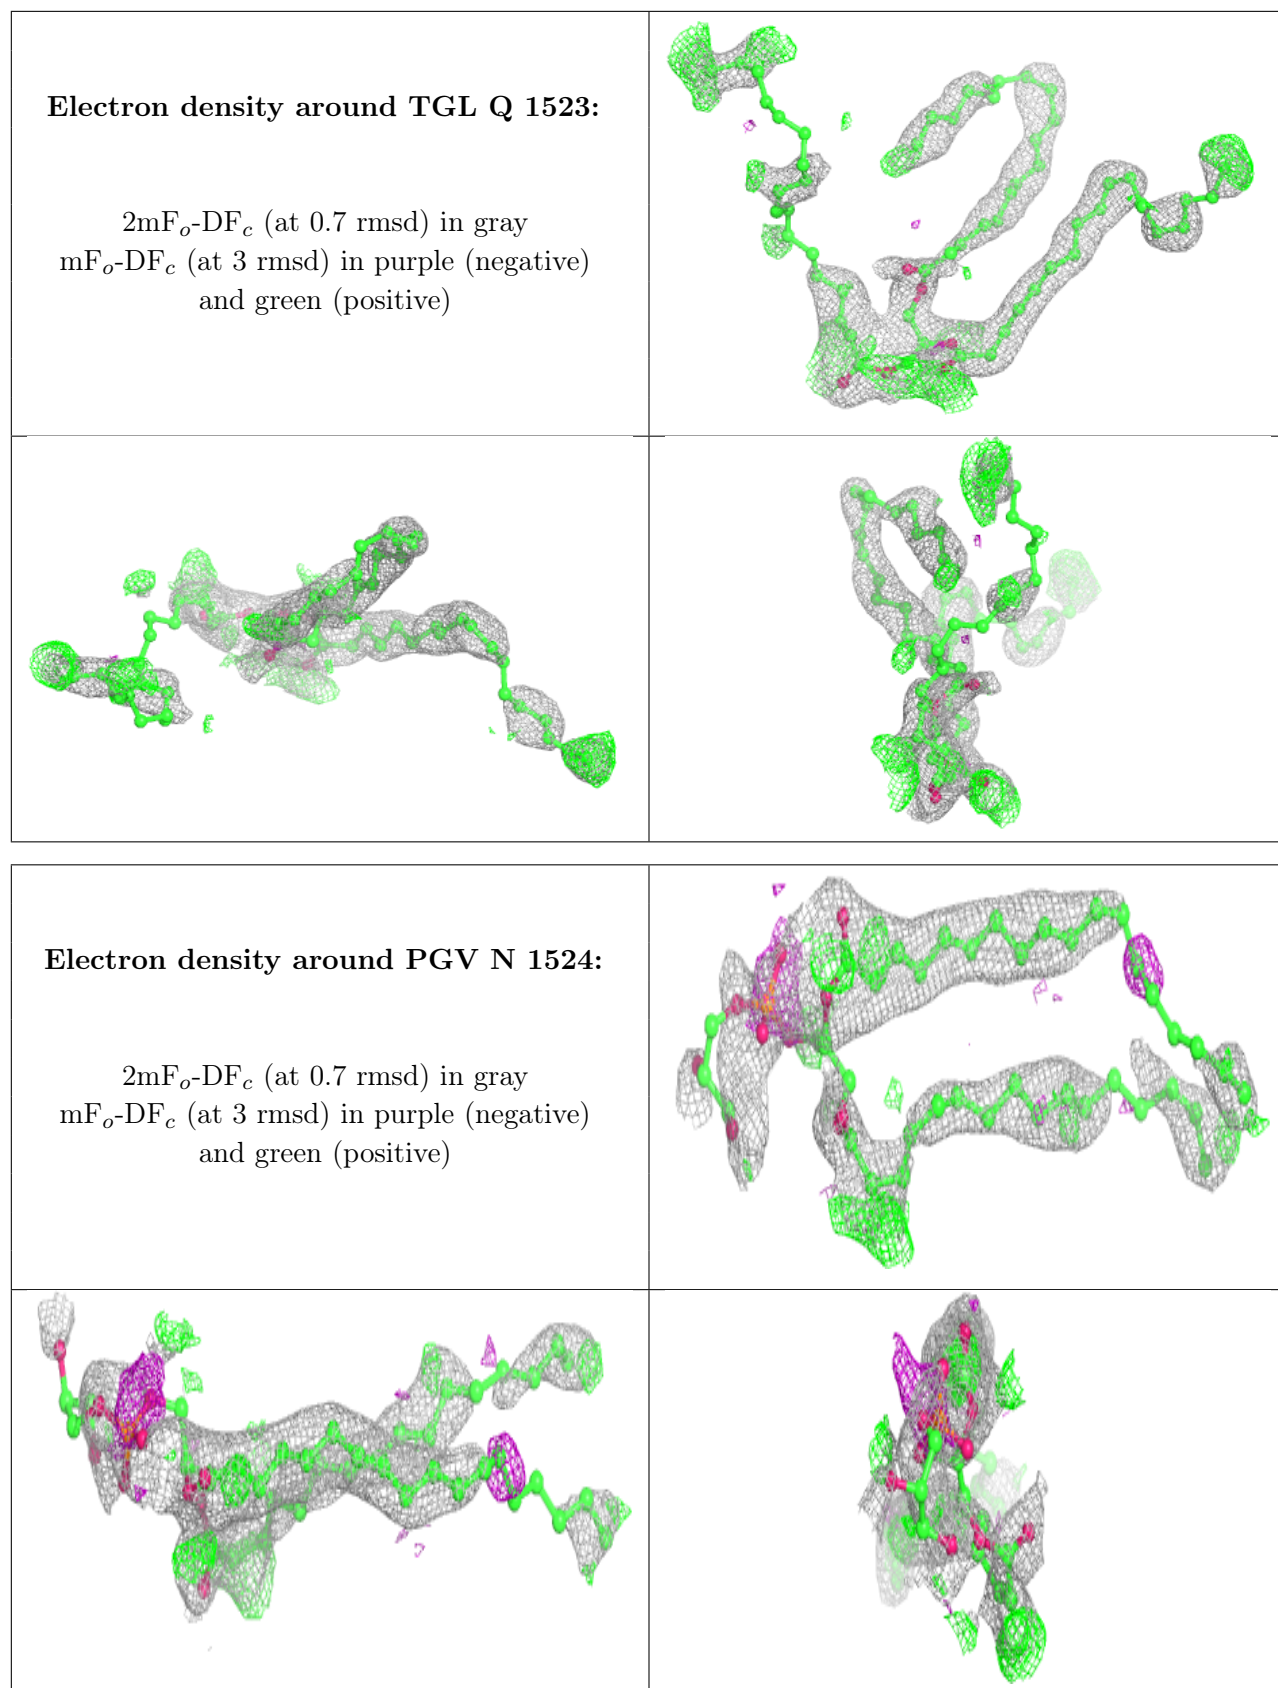 Electron density around TGL Q 1523:
2mFo-DFc (at 0.7 rmsd) in gray
mFo-DFc (at 3 rmsd) in purple (negative)
and green (positive)
Electron density around PGV N 1524:
2mFo-DFc (at 0.7 rmsd) in gray
mFo-DFc (at 3 rmsd) in purple (negative)
and green (positive)